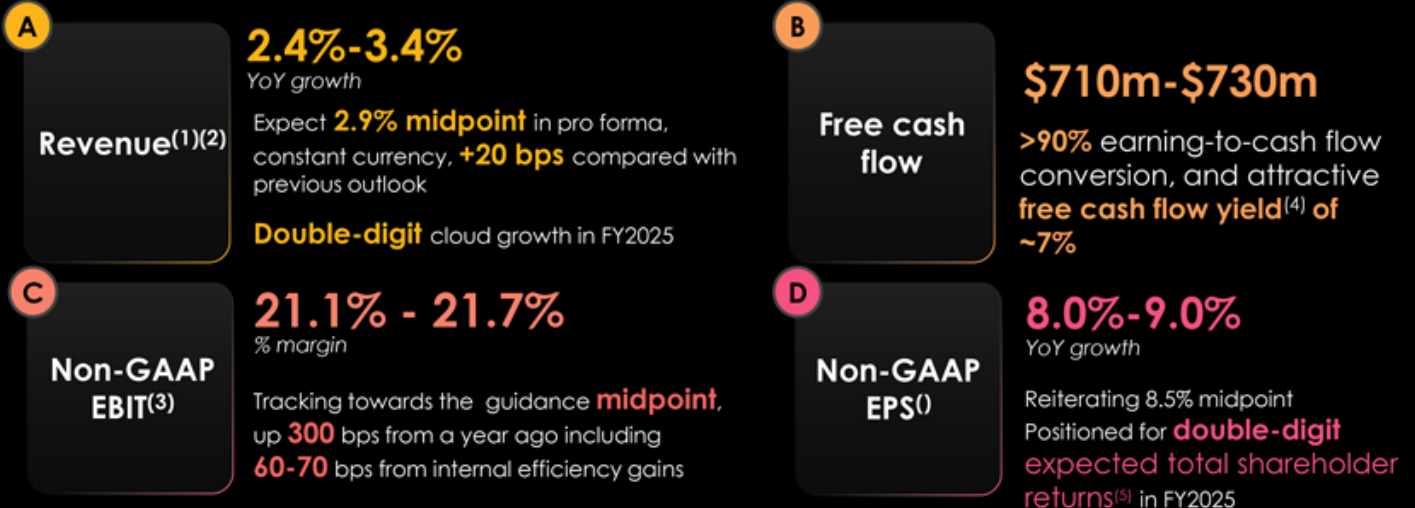 A
Revenue(1)(2)
2.4%-3.4%
YoY growth
Expect 2.9% midpoint in pro forma,
constant currency, +20 bps compared with
previous outlook
Double-digit cloud growth in FY2025
B
Free cash
flow
$710m-$730m
>90% earning-to-cash flow
conversion, and attractive
free cash flow yield(4) of
~7%
C
Non-GAAP
EBIT(3)
21.1% - 21.7%
% margin
Tracking towards the guidance midpoint,
up 300 bps from a year ago including
60-70 bps from internal efficiency gains
D
Non-GAAP
EPS()
8.0%-9.0%
YoY growth
Reiterating 8.5% midpoint
Positioned for double-digit
expected total shareholder
returns(5) in FY2025